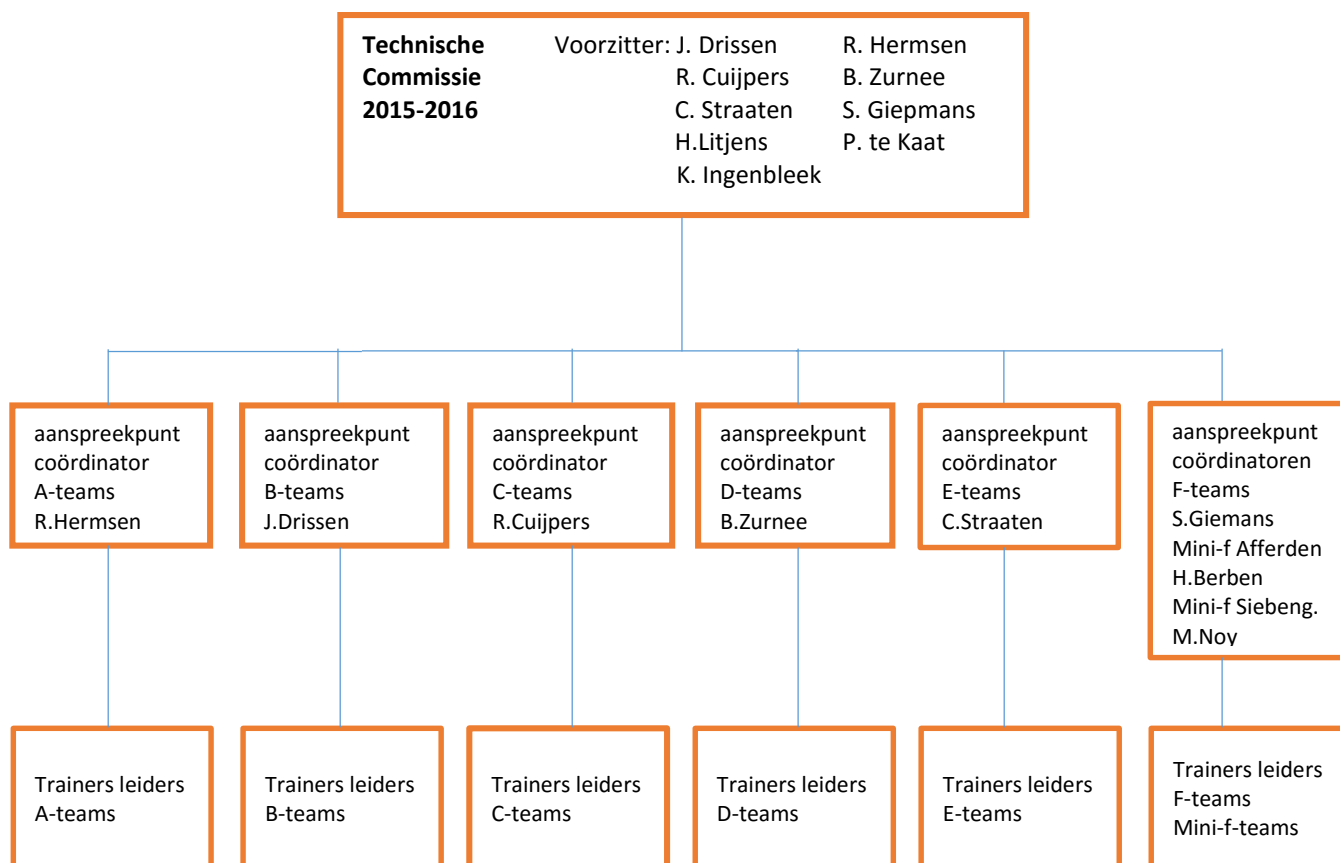 Technische Voorzitter: J. Drissen R. Hermsen
Commissie R. Cuijpers B. Zurnee
2015-2016 C. Straaten S. Giepmans
H.Litjens P. te Kaat
K. Ingenbleek
aanspreekpunt
coördinator
A-teams
R.Hermsen
aanspreekpunt
coördinator
B-teams
J.Drissen
aanspreekpunt
coördinator
C-teams
R.Cuijpers
aanspreekpunt
coördinator
D-teams
B.Zurnee
aanspreekpunt
coördinator
E-teams
C.Straaten
aanspreekpunt
coördinatoren
F-teams
S.Giemans
Mini-f Afferden
H.Berben
Mini-f Siebeng.
M.Noy
Trainers leiders
A-teams
Trainers leiders
B-teams
Trainers leiders
C-teams
Trainers leiders
D-teams
Trainers leiders
E-teams
Trainers leiders
F-teams
Mini-f-teams